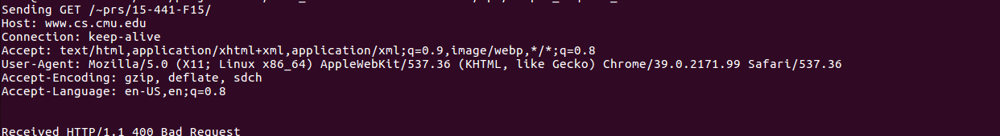 Sending GET /~prs/15-441-F15/
Host: www.cs.cmu.edu
Connection: keep-alive
Accept: text/html,application/xhtml+xml,application/xml;q=0.9,image/webp,*/*;q=0.8
User-Agent: Mozilla/5.0 (X11; Linux x86_64) AppleWebKit/537.36 (KHTML, like Gecko) Chrome/39.0.2171.99 Safari/537.36
Accept-Encoding: gzip, deflate, sdch
Accept-Language: en-US,en;q=0.8
Received HTTP/1.1 400 Bad Request